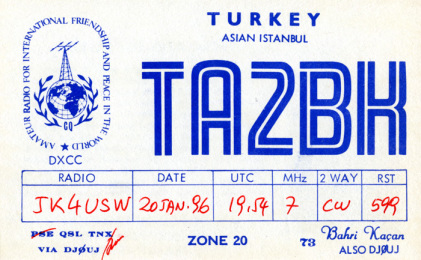 TURKEY
ASIAN ISTANBUL
AMATEUR RADIO FOR INTERNATIONAL FRIENDSHIP AND PEACE IN THE WORLD ★
CQ
TA2BK
DXCC
RADIO DATE UTC MHz 2 WAY RST
JK4USW 20 JAN. 96 19,54 7 CW 599
PSE QSL TNX
VIA DJØUJ
ZONE 20
73 Bahri Kaçan
ALSO DJØUJ